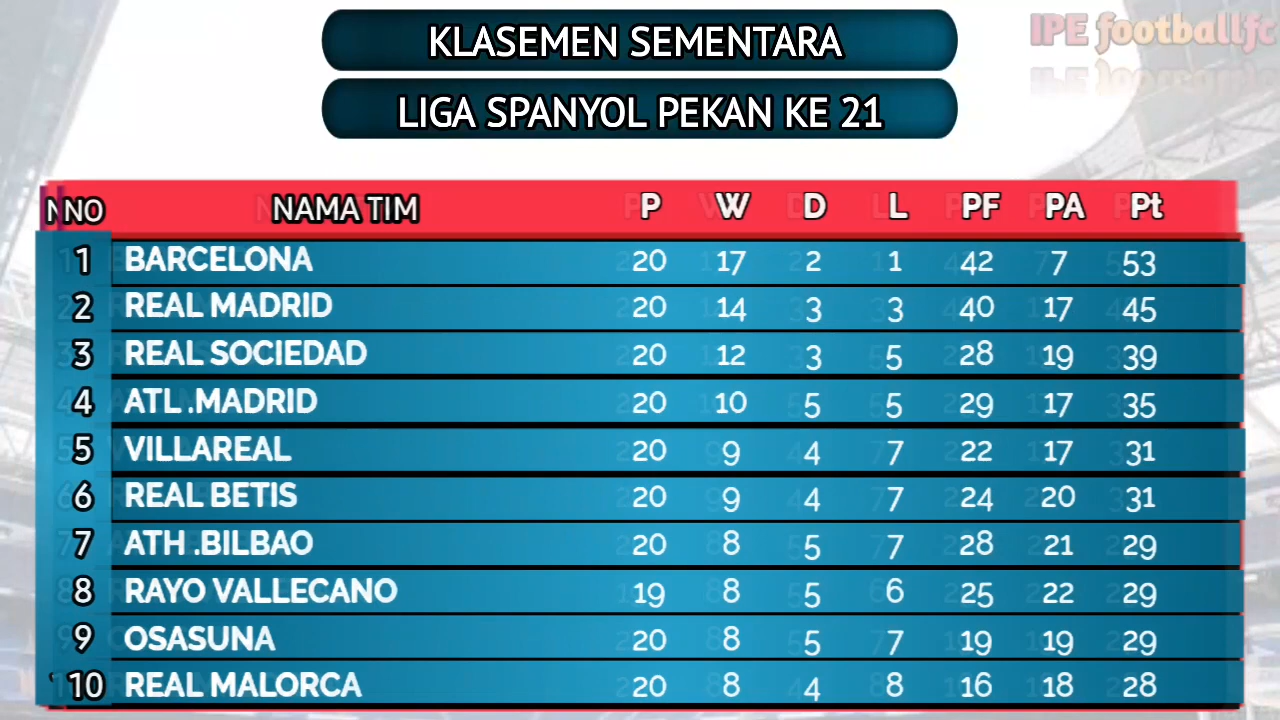 IPE footballfc
KLASEMEN SEMENTARA
LIGA SPANYOL PEKAN KE 21
NO NAMA TIM P W D L PF PA Pt
1 BARCELONA 20 17 2 1 42 7 53
2 REAL MADRID 20 14 3 3 40 17 45
3 REAL SOCIEDAD 20 12 3 5 28 19 39
4 ATL .MADRID 20 10 5 5 29 17 35
5 VILLAREAL 20 9 4 7 22 17 31
6 REAL BETIS 20 9 4 7 24 20 31
7 ATH .BILBAO 20 8 5 7 28 21 29
8 RAYO VALLECANO 19 8 5 6 25 22 29
9 OSASUNA 20 8 5 7 19 19 29
10 REAL MALORCA 20 8 4 8 16 18 28